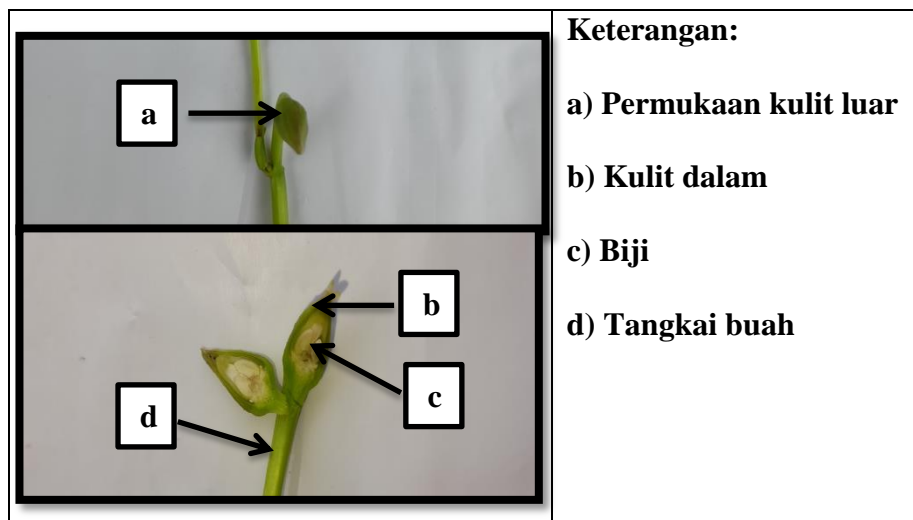 a
b
c
d
Keterangan:
a) Permukaan kulit luar
b) Kulit dalam
c) Biji
d) Tangkai buah